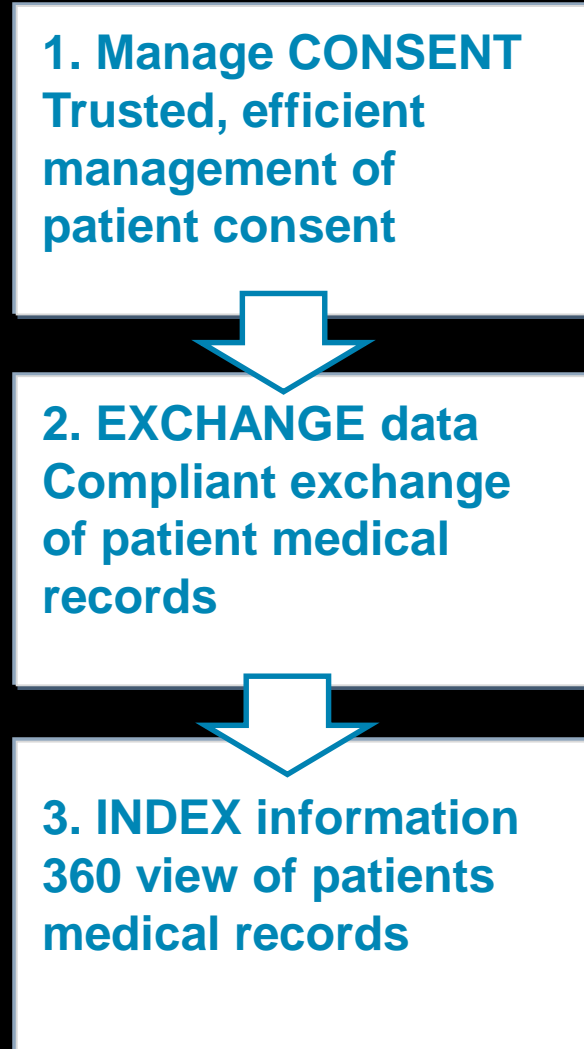 1. Manage CONSENT
Trusted, efficient
management of
patient consent
2. EXCHANGE data
Compliant exchange
of patient medical
records
3. INDEX information
360 view of patients
medical records